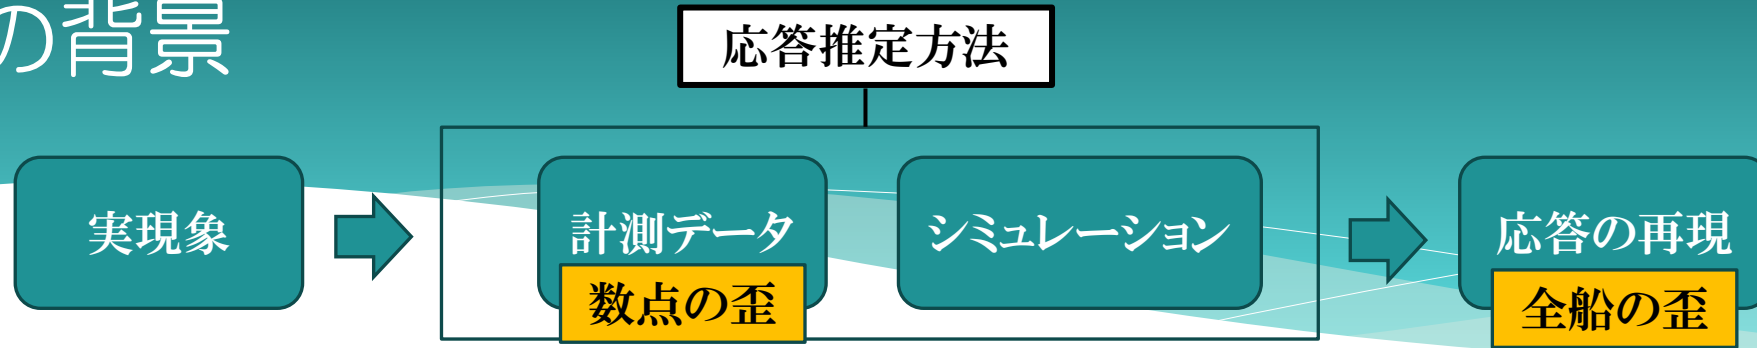 の背景
応答推定方法
実現象
計測データ
数点の歪
シミュレーション
応答の再現
全船の歪